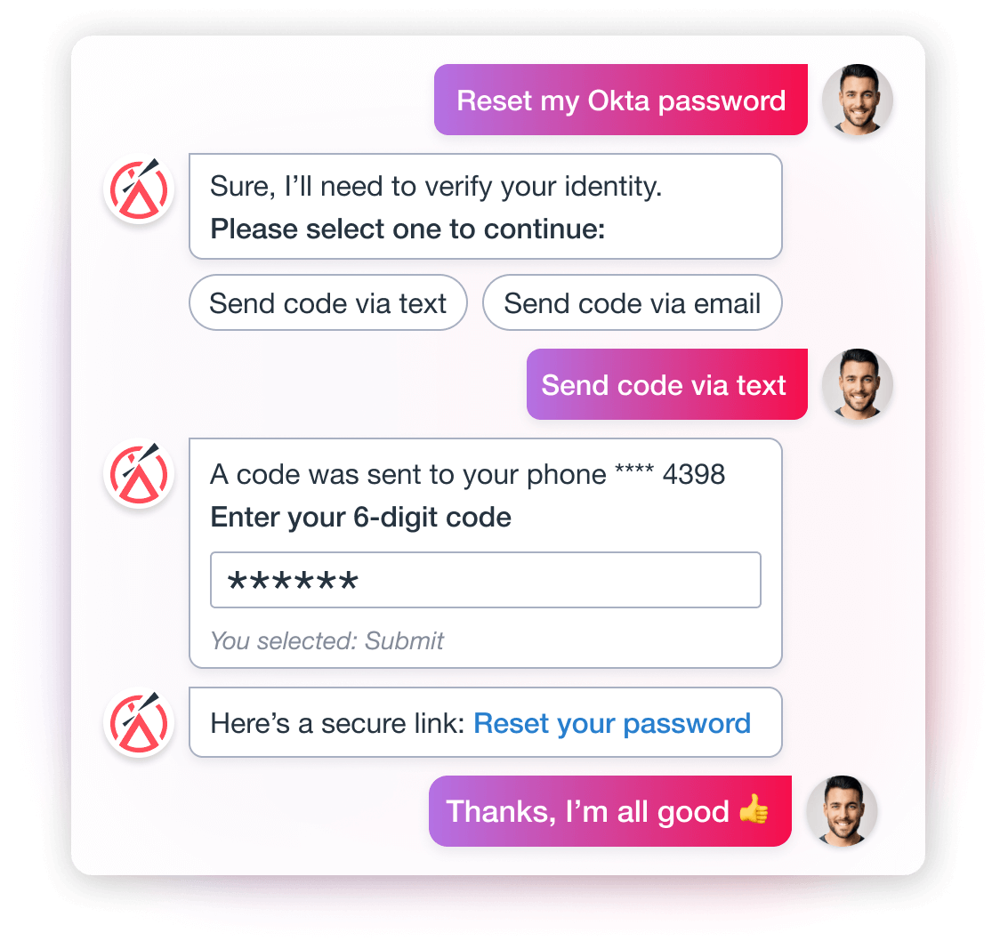 Reset my Okta password
Sure, I’ll need to verify your identity.
Please select one to continue:
Send code via text
Send code via email
Send code via text
A code was sent to your phone **** 4398
Enter your 6-digit code
******
You selected: Submit
Here’s a secure link: Reset your password
Thanks, I’m all good 👍